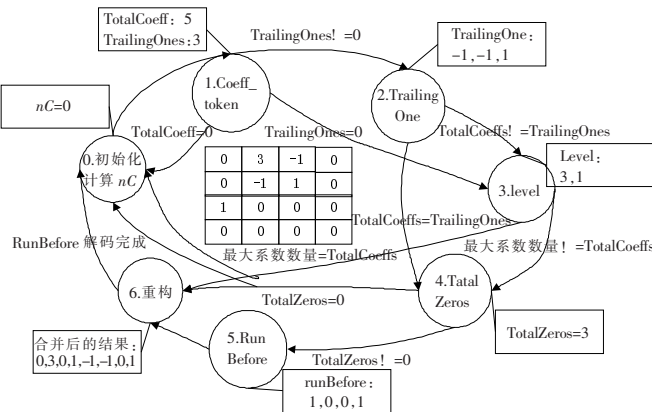 TotalCoeff：5
TrailingOnes:3
TrailingOnes！=0
TrailingOne：
-1,-1,1
1.Coeff_
token
2.Trailing
One
nC=0
TotalCoeff=0
TrailingOnes=0
TotalCoeffs！=TrailingOnes
0.初始化
计算 nC
0 3 -1 0
0 -1 1 0
1 0 0 0
0 0 0 0
Level：
3,1
3.level
TotalCoeffs=TrailingOnes
RunBefore 解码完成
最大系数数量=TotalCoeffs
最大系数数量！=TotalCoeffs
6.重构
4.Tatal
Zeros
TotalZeros=0
5.Run
Before
TotalZeros=3
合并后的结果：
0,3,0,1,-1,-1,0,1
TotalZeros！=0
runBefore：
1,0,0,1